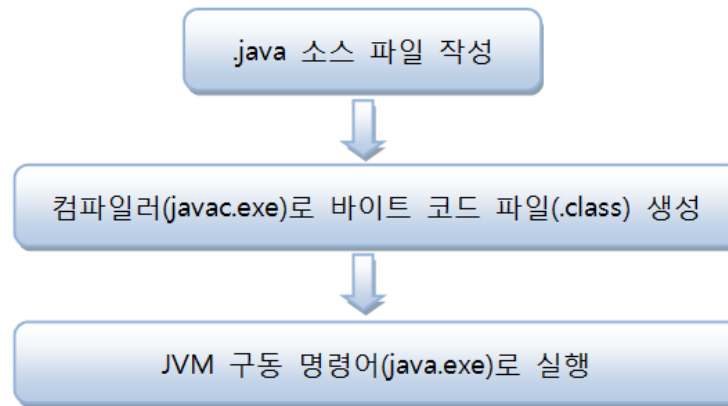 .java 소스 파일 작성
컴파일러(javac.exe)로 바이트 코드 파일(.class) 생성
JVM 구동 명령어(java.exe)로 실행